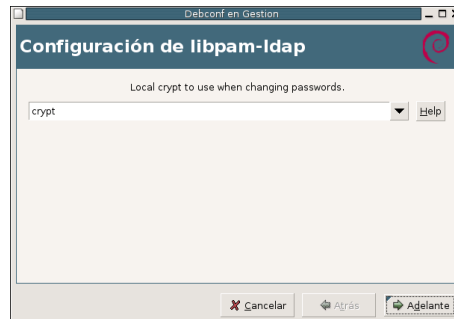 Debconf en Gestion
Configuración de libpam-ldap
Local crypt to use when changing passwords.
crypt
Help
Cancelar
Atrás
Adelante